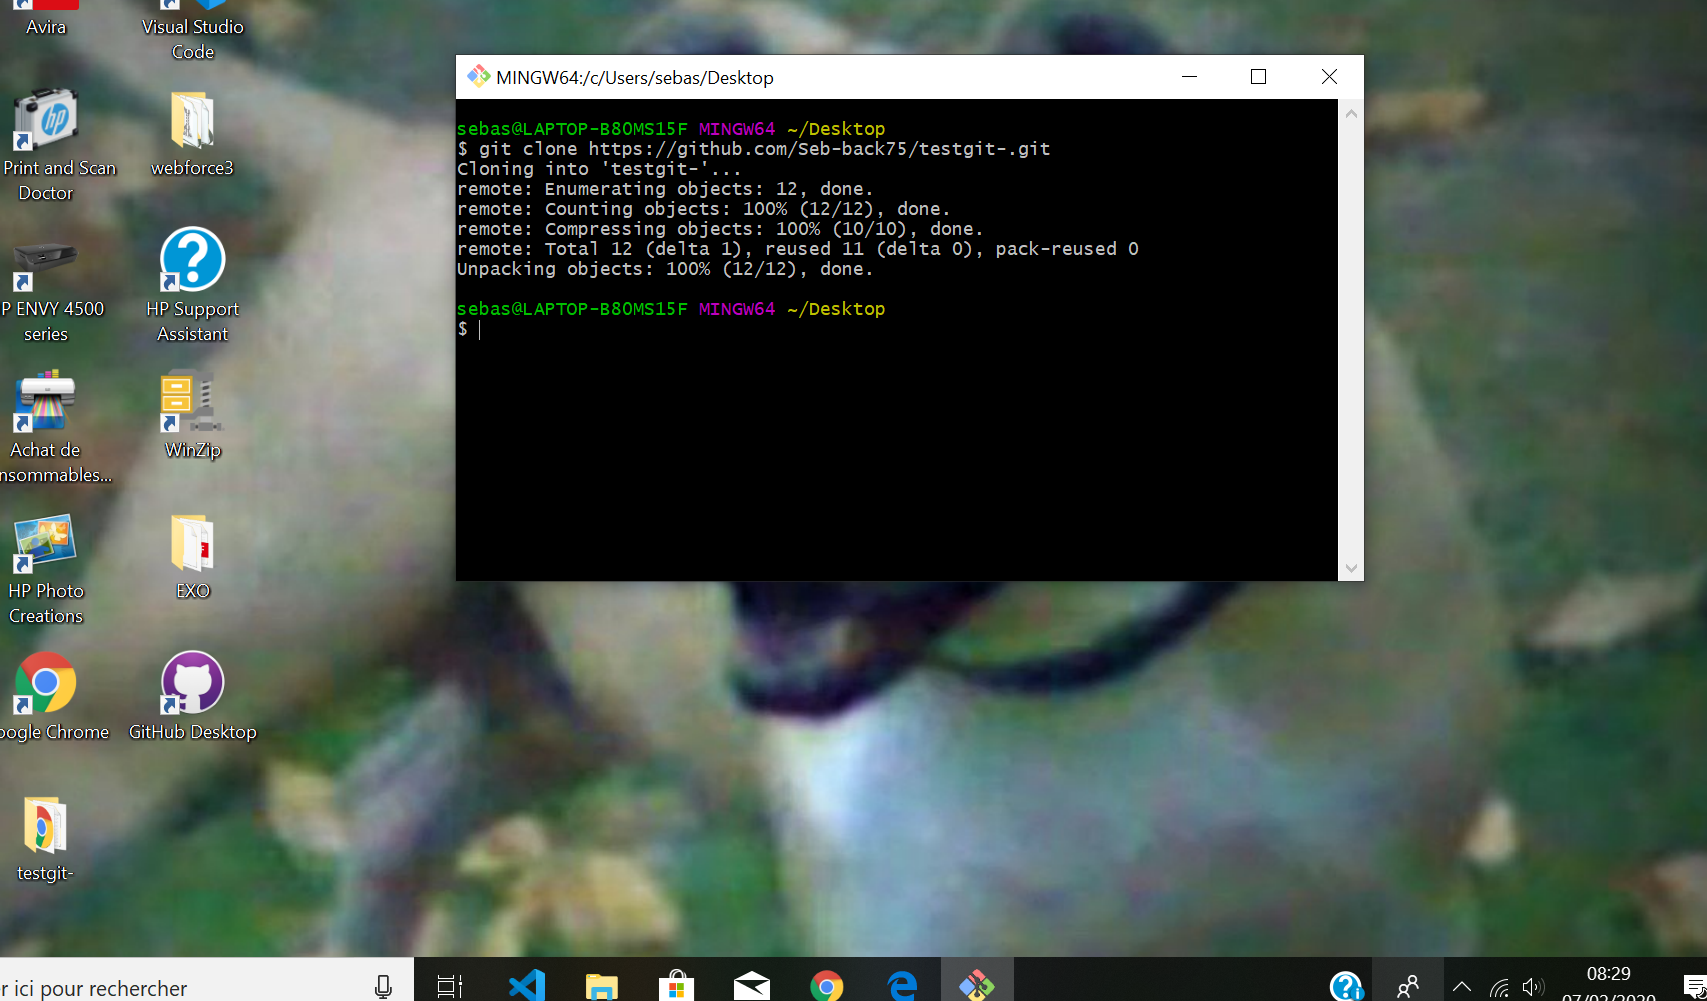 Avira
Visual Studio
Code
Print and Scan
Doctor
webforce3
P ENVY 4500
series
HP Support
Assistant
Achat de
nsommables...
WinZip
HP Photo
Creations
EXO
oogle Chrome
GitHub Desktop
testgit-
MINGW64:/c/Users/sebas/Desktop
sebas@LAPTOP-B80MS15F MINGW64 ~/Desktop
$ git clone https://github.com/Seb-back75/testgit-.git
Cloning into 'testgit-'...
remote: Enumerating objects: 12, done.
remote: Counting objects: 100% (12/12), done.
remote: Compressing objects: 100% (10/10), done.
remote: Total 12 (delta 1), reused 11 (delta 0), pack-reused 0
Unpacking objects: 100% (12/12), done.
sebas@LAPTOP-B80MS15F MINGW64 ~/Desktop
$
r ici pour rechercher
08:29